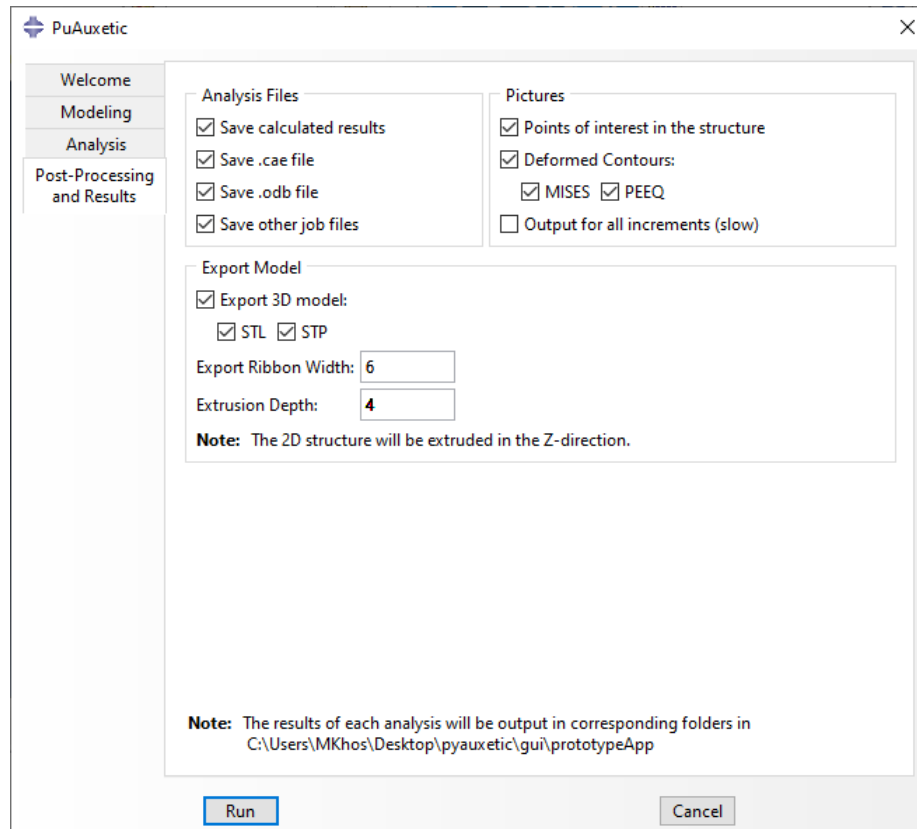 PuAuxetic
Welcome
Modeling
Analysis
Post-Processing
and Results
Analysis Files
Save calculated results
Save .cae file
Save .odb file
Save other job files
Pictures
Points of interest in the structure
Deformed Contours:
MISES PEEQ
Output for all increments (slow)
Export Model
Export 3D model:
STL STP
Export Ribbon Width: 6
Extrusion Depth: 4
Note: The 2D structure will be extruded in the Z-direction.
Note: The results of each analysis will be output in corresponding folders in
C:\Users\MKhos\Desktop\pyauxetic\gui\prototypeApp
Run Cancel